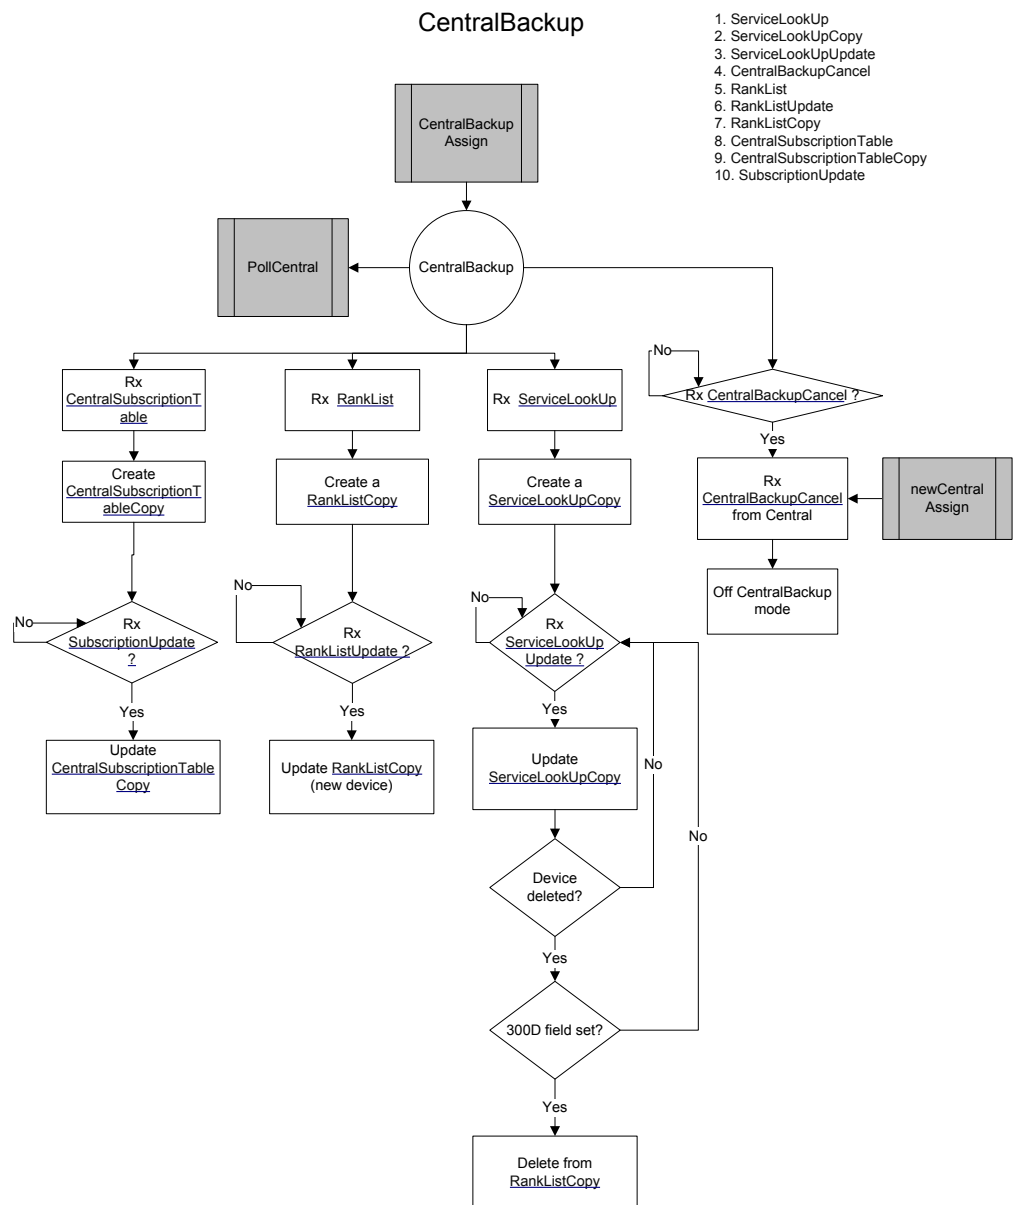 CentralBackup
1. ServiceLookUp
2. ServiceLookUpCopy
3. ServiceLookUpUpdate
4. CentralBackupCancel
5. RankList
6. RankListUpdate
7. RankListCopy
8. CentralSubscriptionTable
9. CentralSubscriptionTableCopy
10. SubscriptionUpdate
CentralBackup
Assign
PollCentral
CentralBackup
Rx
CentralSubscriptionT
able
Rx RankList
Rx ServiceLookUp
No
Rx CentralBackupCancel ?
Yes
Create
CentralSubscriptionT
ableCopy
Create a
RankListCopy
Create a
ServiceLookUpCopy
Rx
CentralBackupCancel
from Central
newCentral
Assign
Off CentralBackup
mode
No
Rx
SubscriptionUpdate
?
No
Rx
RankListUpdate ?
No
Rx
ServiceLookUp
Update ?
Yes
Yes
Yes
Update
CentralSubscriptionTable
Copy
Update RankListCopy
(new device)
Update
ServiceLookUpCopy
No
No
Device
deleted?
Yes
300D field set?
Yes
Delete from
RankListCopy